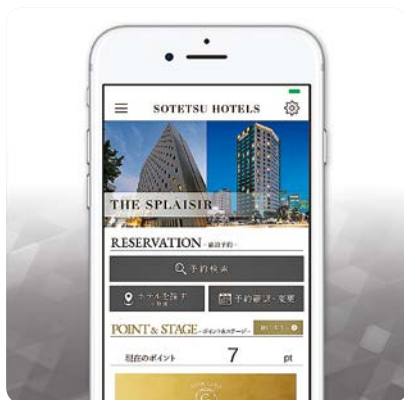 SOTETSU HOTELS
THE SPLAISIR
RESERVATION - 宿泊予約 -
予約検索
ホテルを探す
予約確認・変更
POINT & STAGE - ポイント&ステージ -
現在のポイント 7 pt